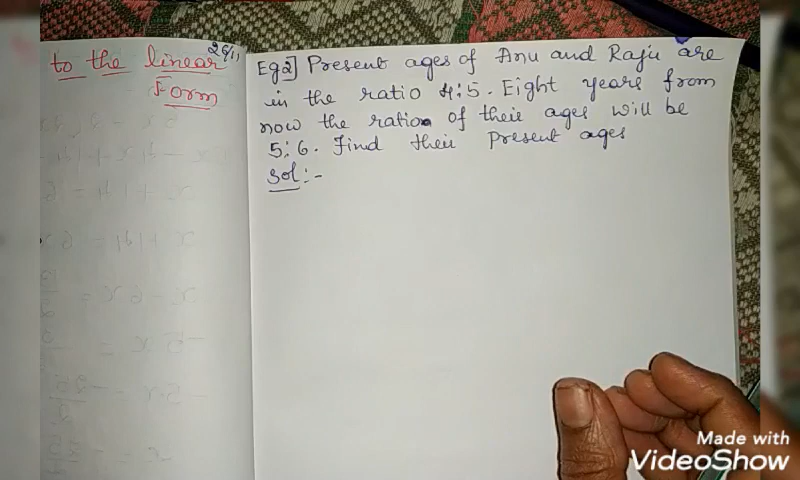 to the linear
Form
28/1)
Eg2] Present ages of Anu and Raju are
in the ratio 4:5. Eight years from
now the ratio of their ages will be
5:6. Find their present ages
Sol:-
Made with
VideoShow